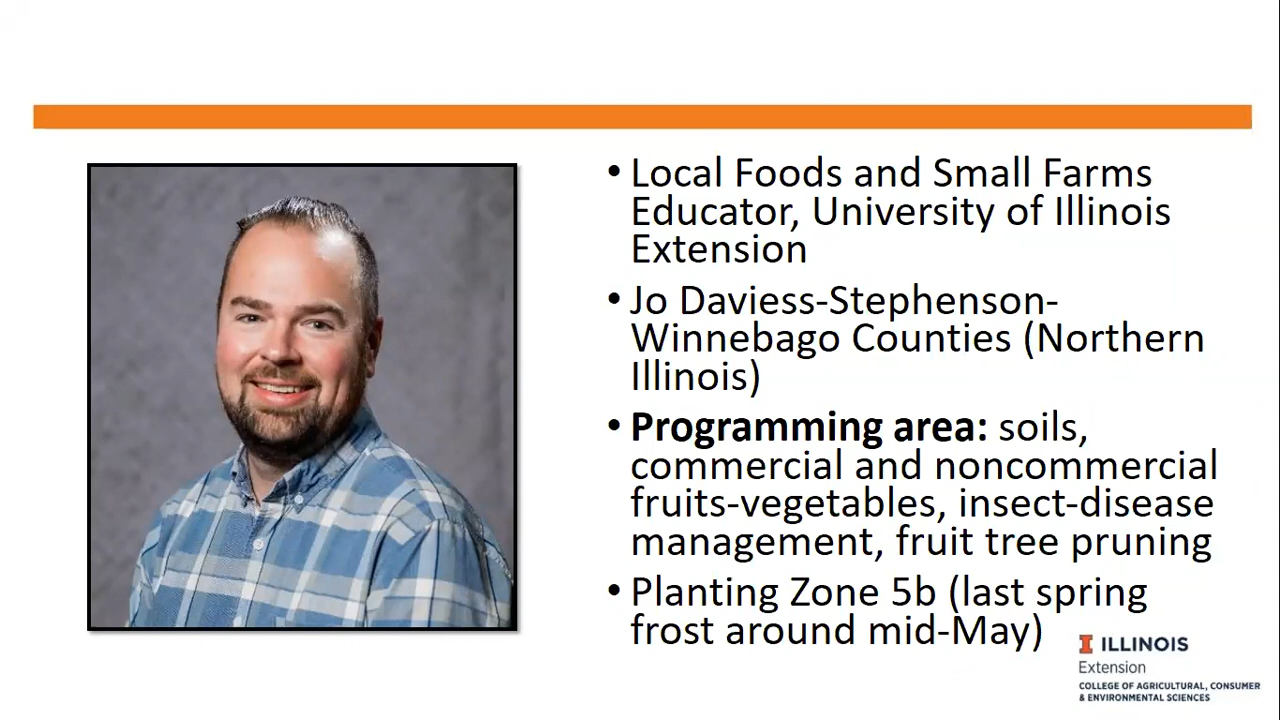 • Local Foods and Small Farms
Educator, University of Illinois
Extension
• Jo Daviess-Stephenson-
Winnebago Counties (Northern
Illinois)
• Programming area: soils,
commercial and noncommercial
fruits-vegetables, insect-disease
management, fruit tree pruning
• Planting Zone 5b (last spring
frost around mid-May)
I ILLINOIS
Extension
COLLEGE OF AGRICULTURAL, CONSUMER
& ENVIRONMENTAL SCIENCES